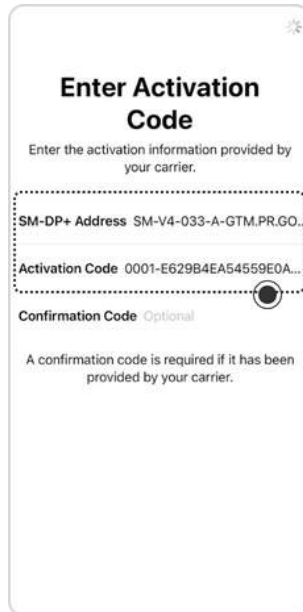 Enter Activation
Code
Enter the activation information provided by
your carrier.
SM-DP+ Address SM-V4-033-A-GTM.PR.GO..
Activation Code 0001-E629B4EA54559E0A...
Confirmation Code Optional
A confirmation code is required if it has been
provided by your carrier.